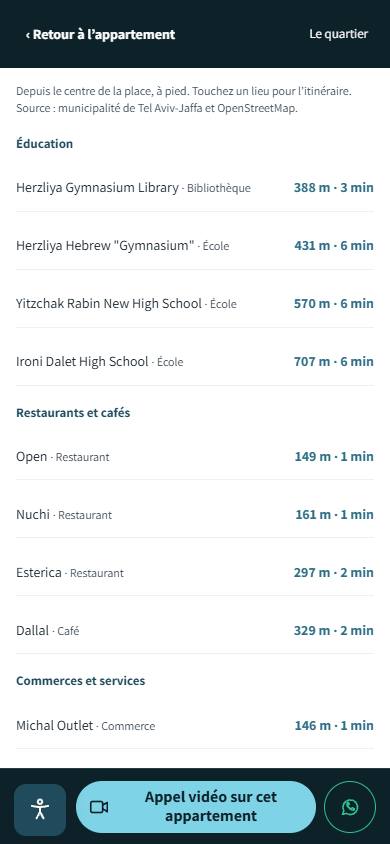 ‹ Retour à l’appartement
Le quartier
Depuis le centre de la place, à pied. Touchez un lieu pour l’itinéraire.
Source : municipalité de Tel Aviv-Jaffa et OpenStreetMap.
Éducation
Herzliya Gymnasium Library · Bibliothèque 388 m · 3 min
Herzliya Hebrew "Gymnasium" · École 431 m · 6 min
Yitzchak Rabin New High School · École 570 m · 6 min
Ironi Dalet High School · École 707 m · 6 min
Restaurants et cafés
Open · Restaurant 149 m · 1 min
Nuchi · Restaurant 161 m · 1 min
Esterica · Restaurant 297 m · 2 min
Dallal · Café 329 m · 2 min
Commerces et services
Michal Outlet · Commerce 146 m · 1 min
Appel vidéo sur cet
appartement